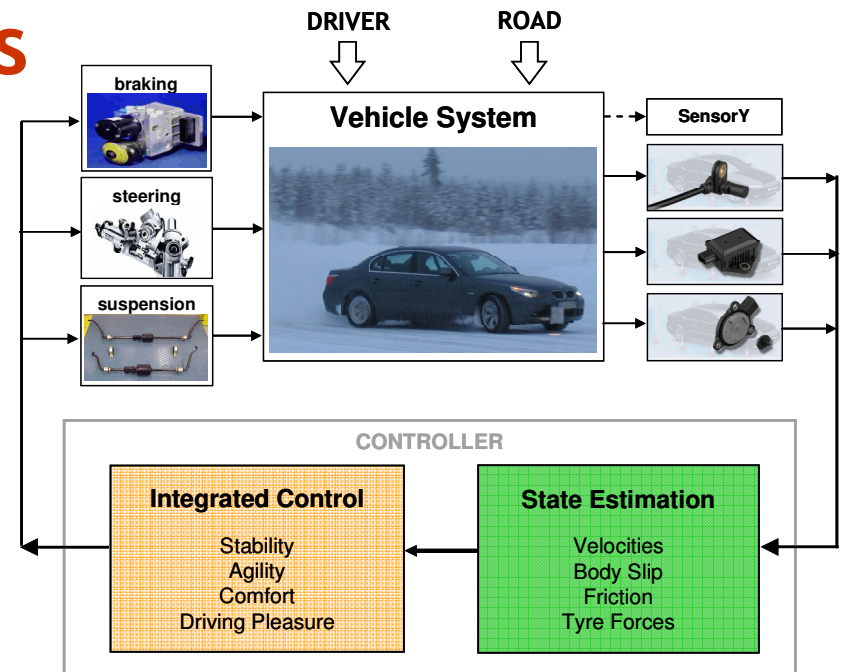 s
DRIVER
ROAD
braking
Vehicle System
SensorY
steering
suspension
CONTROLLER
Integrated Control
Stability
Agility
Comfort
Driving Pleasure
State Estimation
Velocities
Body Slip
Friction
Tyre Forces